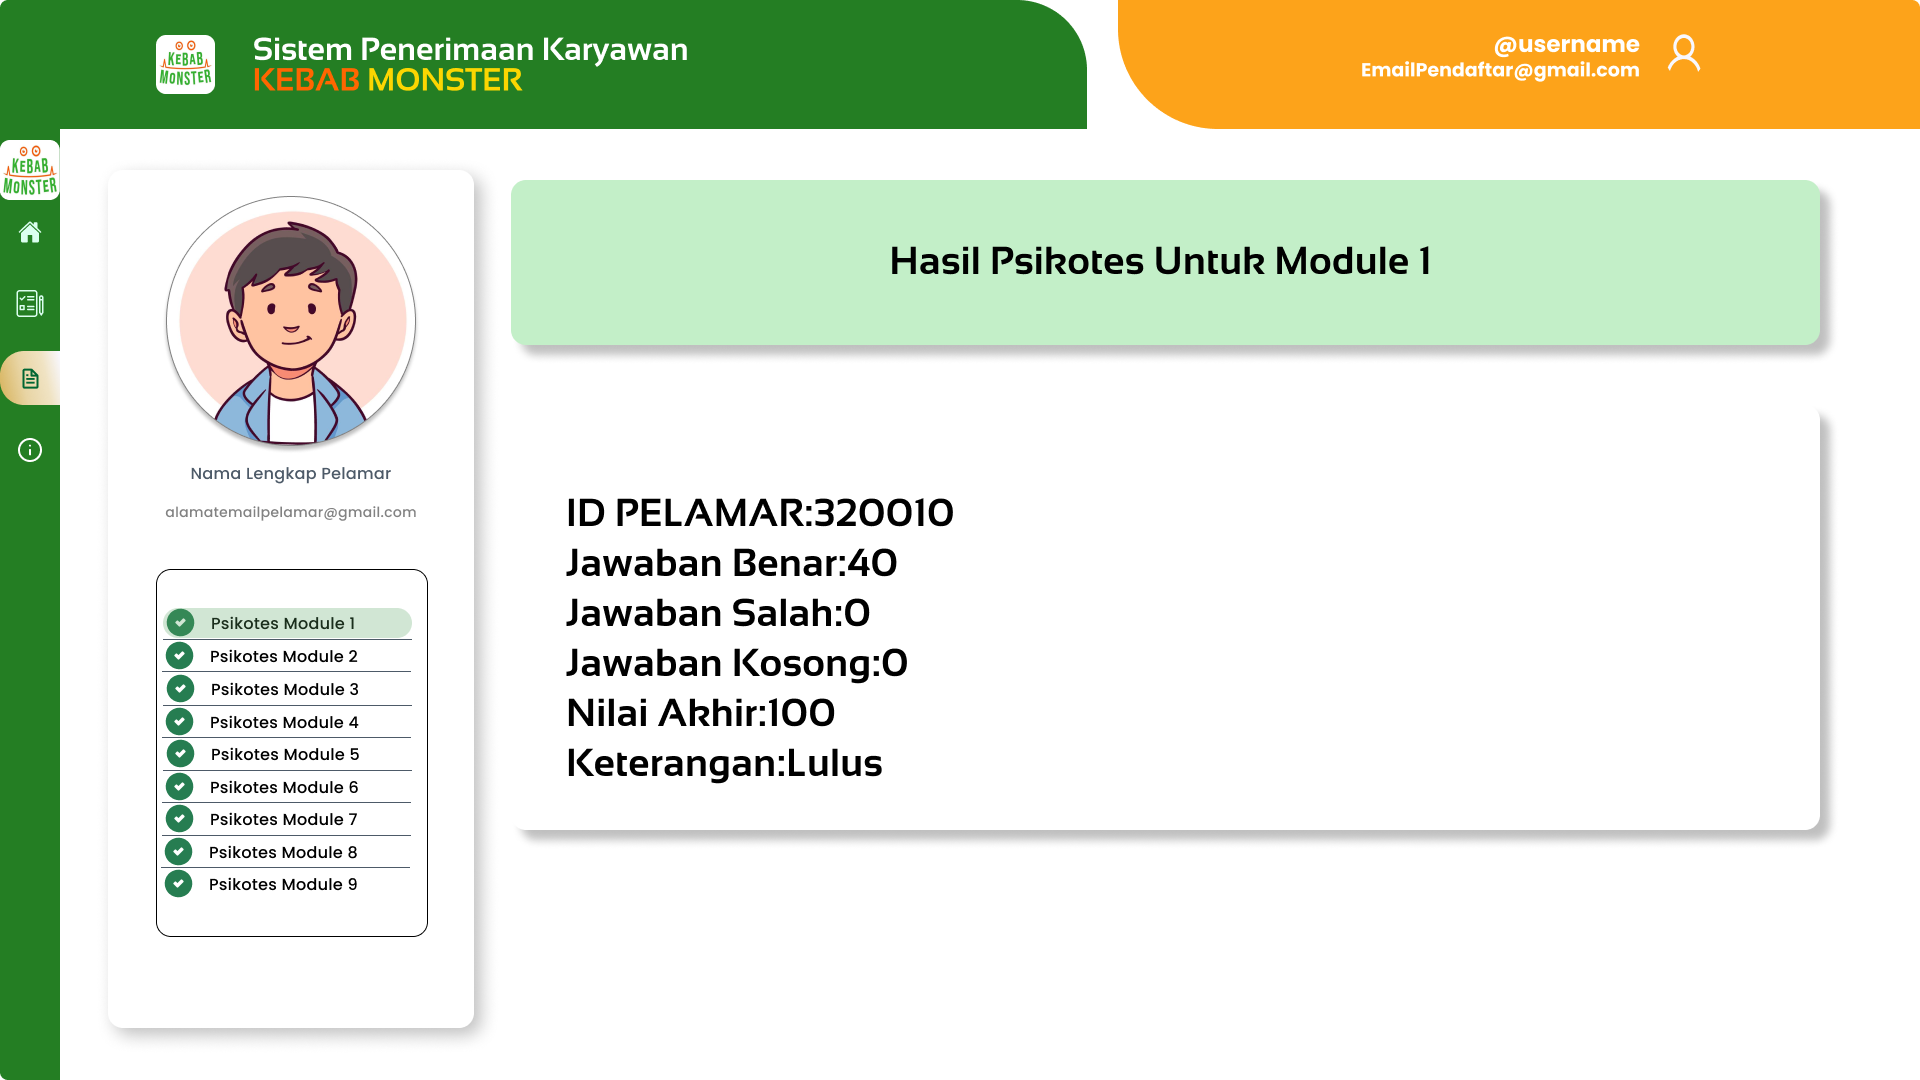 KEBAB
MONSTER
Sistem Penerimaan Karyawan
KEBAB MONSTER
@username
EmailPendaftar@gmail.com
KEBAB
MONSTER
Nama Lengkap Pelamar
alamatemailpelamar@gmail.com
Psikotes Module 1
Psikotes Module 2
Psikotes Module 3
Psikotes Module 4
Psikotes Module 5
Psikotes Module 6
Psikotes Module 7
Psikotes Module 8
Psikotes Module 9
Hasil Psikotes Untuk Module 1
ID PELAMAR:320010
Jawaban Benar:40
Jawaban Salah:0
Jawaban Kosong:0
Nilai Akhir:100
Keterangan:Lulus